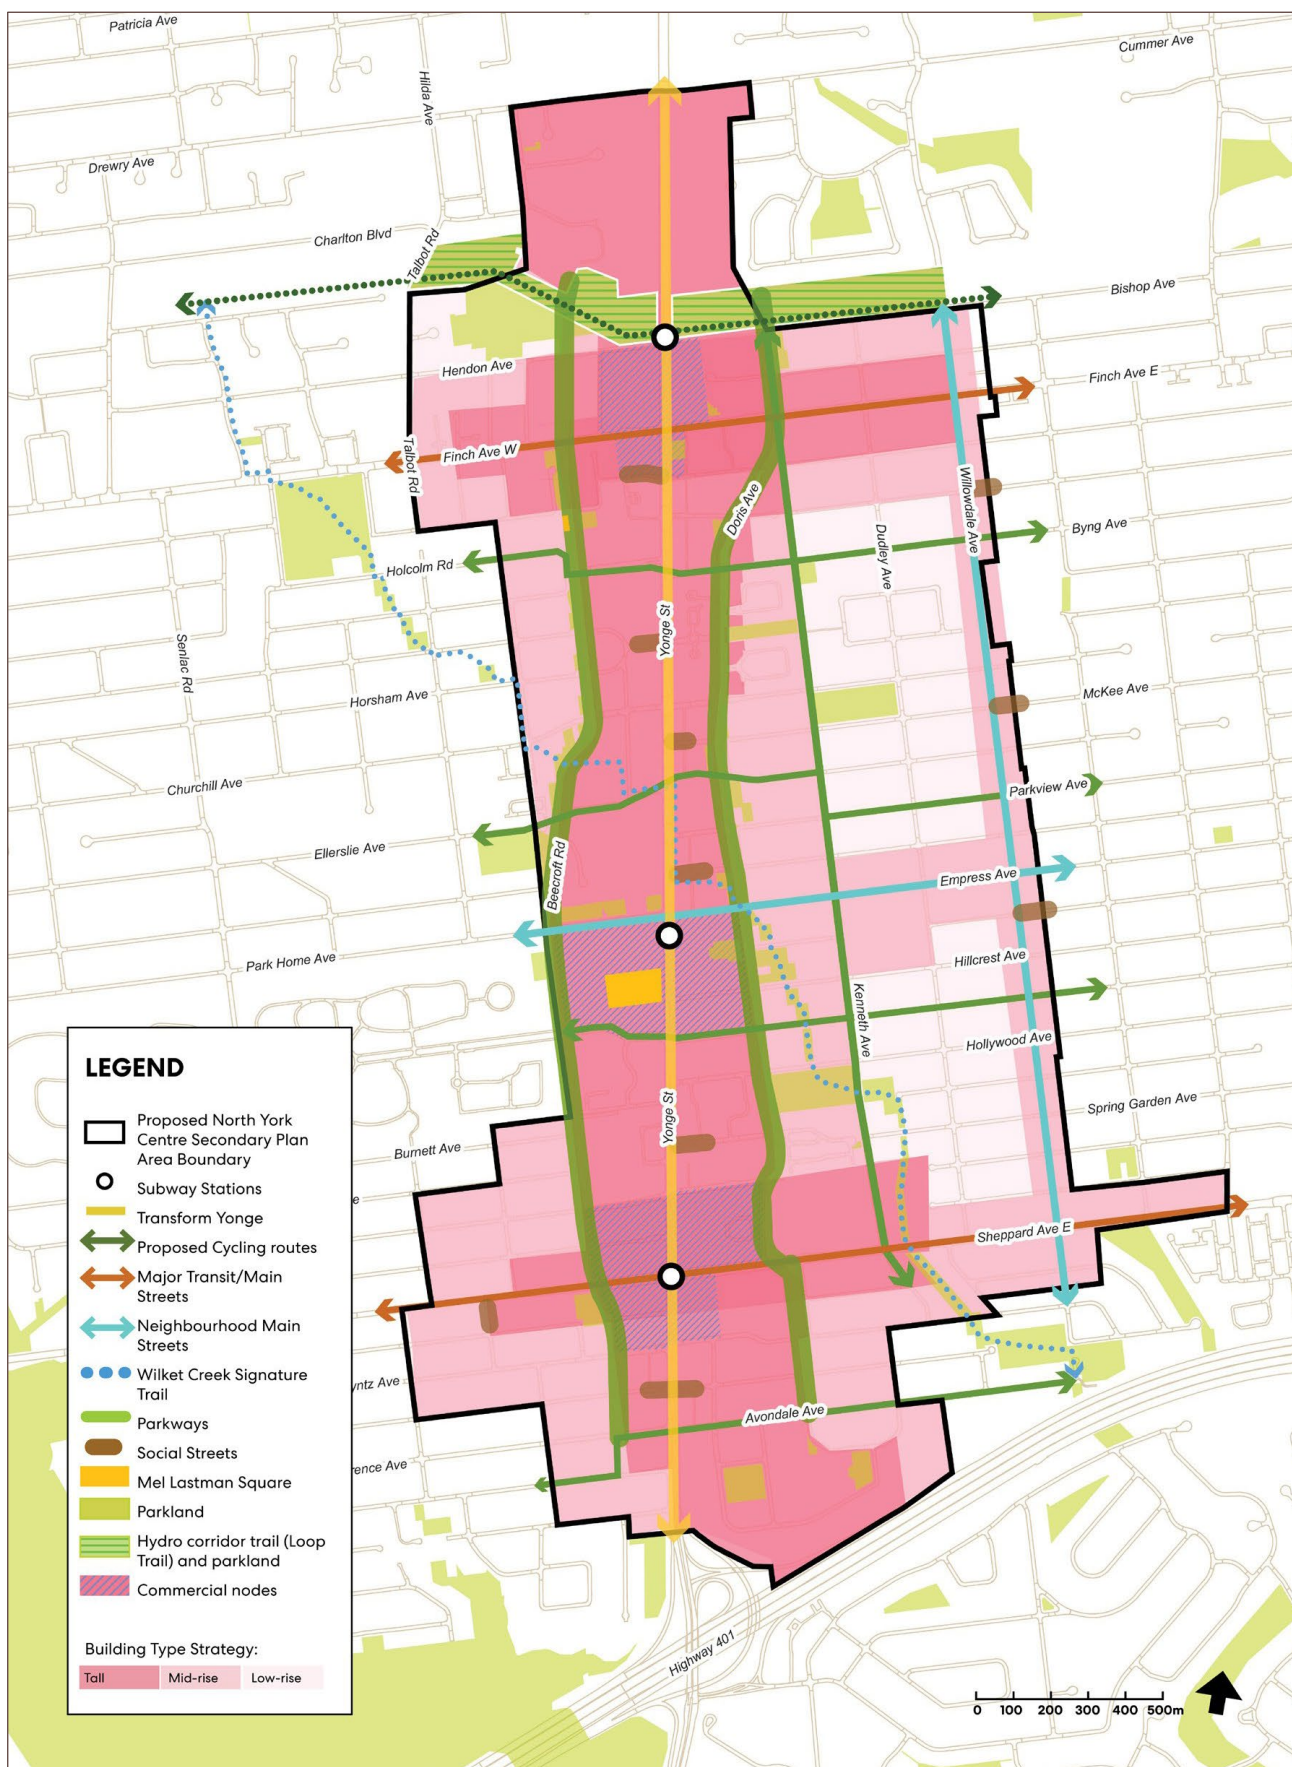 Patricia Ave
Cummer Ave
Hilda Ave
Drewry Ave
Charlton Blvd
Talbot Rd
Bishop Ave
Hendon Ave
Finch Ave E
Finch Ave W
Talbot Rd
Willowdale Ave
Doris Ave
Byng Ave
Dudley Ave
Holcolm Rd
Yonge St
Senlac Rd
Horsham Ave
McKee Ave
Churchill Ave
Parkview Ave
Ellerslie Ave
Beecroft Rd
Empress Ave
Park Home Ave
Hillcrest Ave
Kenneth Ave
Hollywood Ave
Yonge St
Spring Garden Ave
Burnett Ave
e
Sheppard Ave E
yntz Ave
Avondale Ave
rence Ave
Highway 401
LEGEND
Proposed North York
Centre Secondary Plan
Area Boundary
Subway Stations
Transform Yonge
Proposed Cycling routes
Major Transit/Main
Streets
Neighbourhood Main
Streets
Wilket Creek Signature
Trail
Parkways
Social Streets
Mel Lastman Square
Parkland
Hydro corridor trail (Loop
Trail) and parkland
Commercial nodes
Building Type Strategy:
Tall Mid-rise Low-rise
0 100 200 300 400 500m